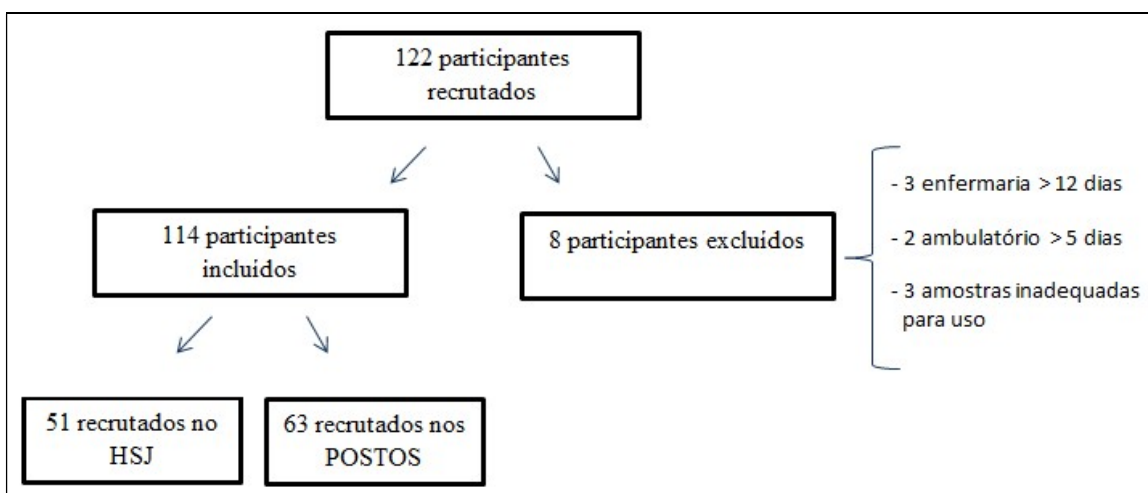 122 participantes
recrutados
114 participantes
incluídos
8 participantes excluídos
- 3 enfermaria > 12 dias
- 2 ambulatório > 5 dias
- 3 amostras inadequadas
para uso
51 recrutados no
HSJ
63 recrutados nos
POSTOS